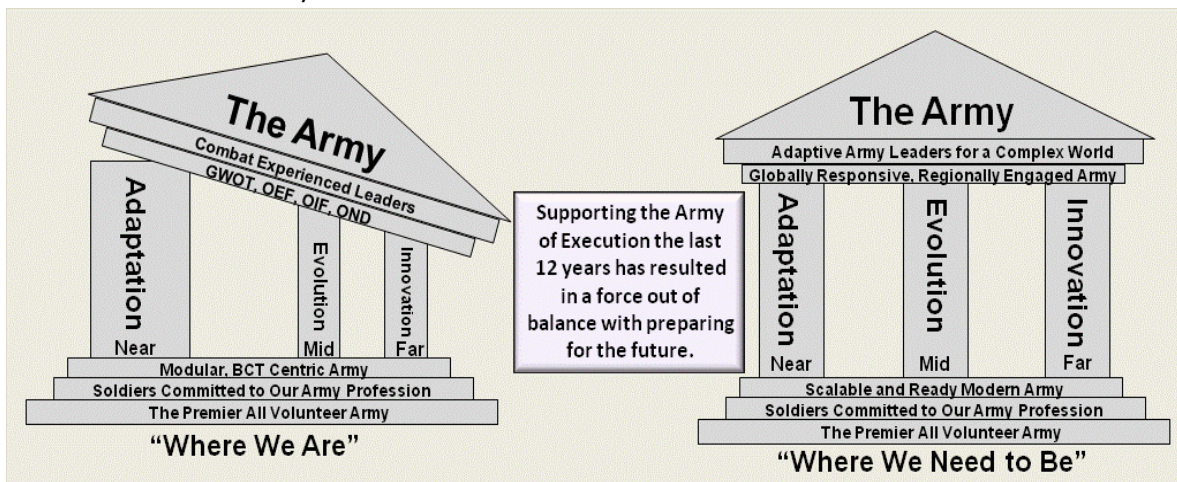 The Army
Combat Experienced Leaders
GWOT, OEF, OIF, OND
Adaptation
Near
Evolution
Mid
Innovation
Far
Modular, BCT Centric Army
Soldiers Committed to Our Army Profession
The Premier All Volunteer Army
“Where We Are”
Supporting the Army
of Execution the last
12 years has resulted
in a force out of
balance with preparing
for the future.
The Army
Adaptive Army Leaders for a Complex World
Globally Responsive, Regionally Engaged Army
Adaptation
Near
Evolution
Mid
Innovation
Far
Scalable and Ready Modern Army
Soldiers Committed to Our Army Profession
The Premier All Volunteer Army
“Where We Need to Be”